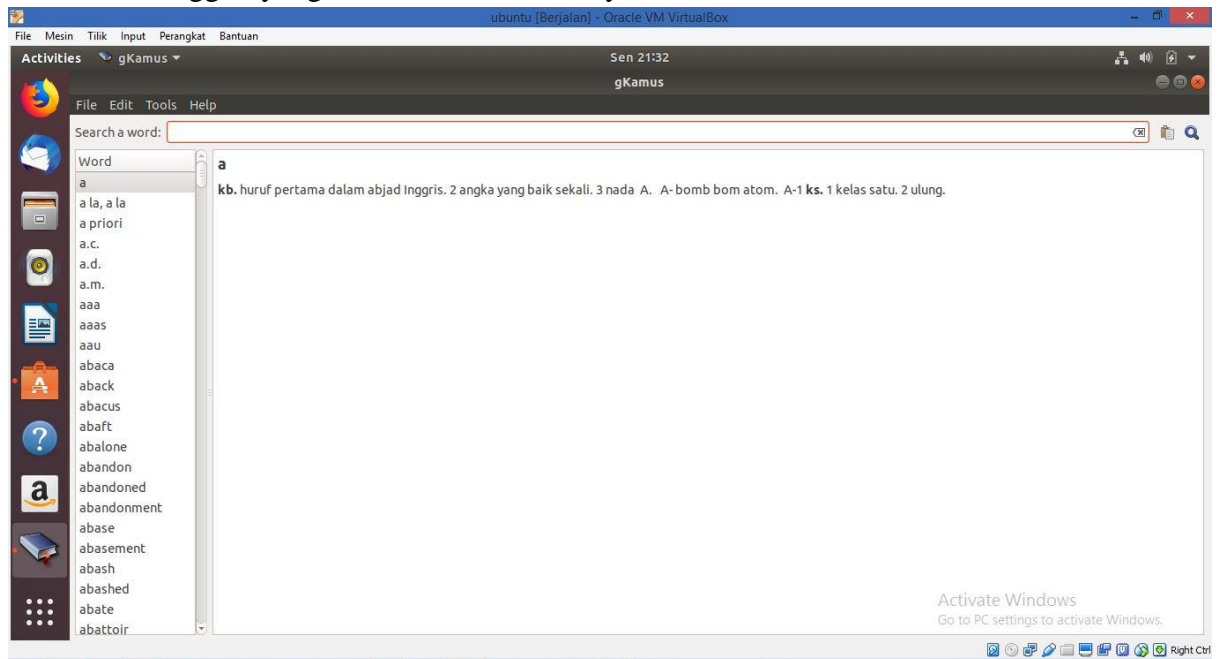 ubuntu [Berjalan] - Oracle VM VirtualBox
File Mesin Tilik Input Perangkat Bantuan
Activities gKamus Sen 21:32
gKamus
File Edit Tools Help
Search a word:
Word
a
a la, a la
a priori
a.c.
a.d.
a.m.
aaa
aaas
aau
abaca
aback
abacus
abaft
abalone
abandon
abandoned
abandonment
abase
abasement
abash
abashed
abate
abattoir
a
kb. huruf pertama dalam abjad Inggris. 2 angka yang baik sekali. 3 nada A. A- bomb bom atom. A-1 ks. 1 kelas satu. 2 ulung.
Activate Windows
Go to PC settings to activate Windows.
Right Ctrl